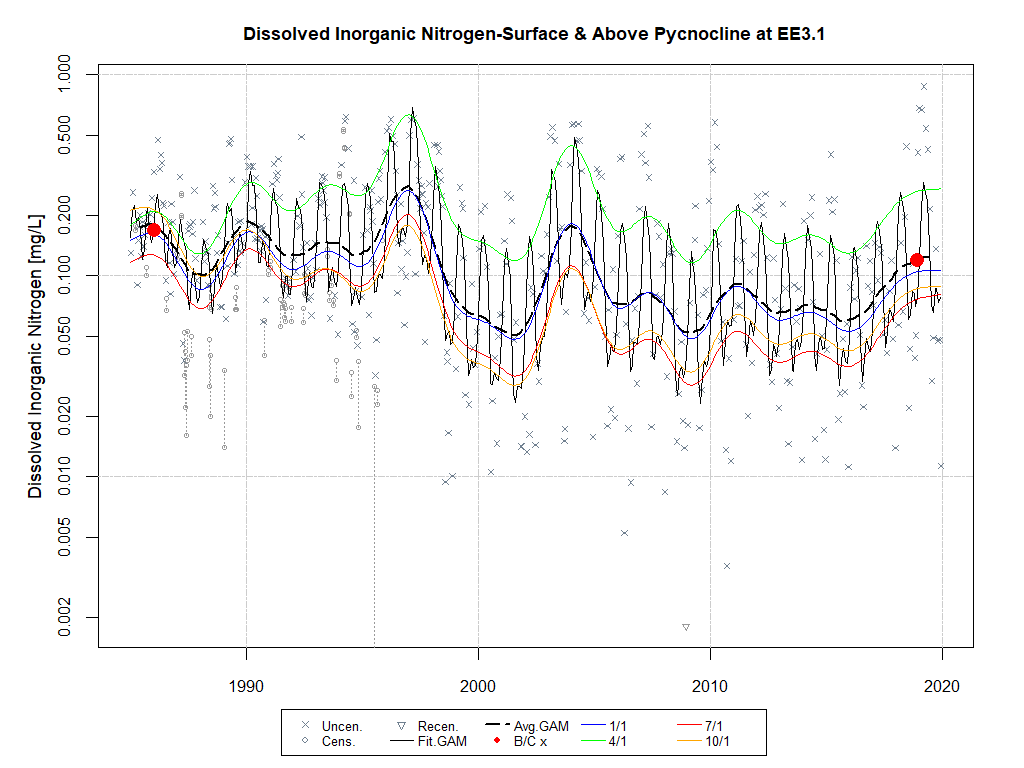 Dissolved Inorganic Nitrogen-Surface & Above Pycnocline at EE3.1
Dissolved Inorganic Nitrogen [mg/L]
1.000
0.500
0.200
0.100
0.050
0.020
0.010
0.005
0.002
1990 2000 2010 2020
Uncen. Recen. Avg.GAM 1/1 7/1
Cens. Fit.GAM B/C x 4/1 10/1